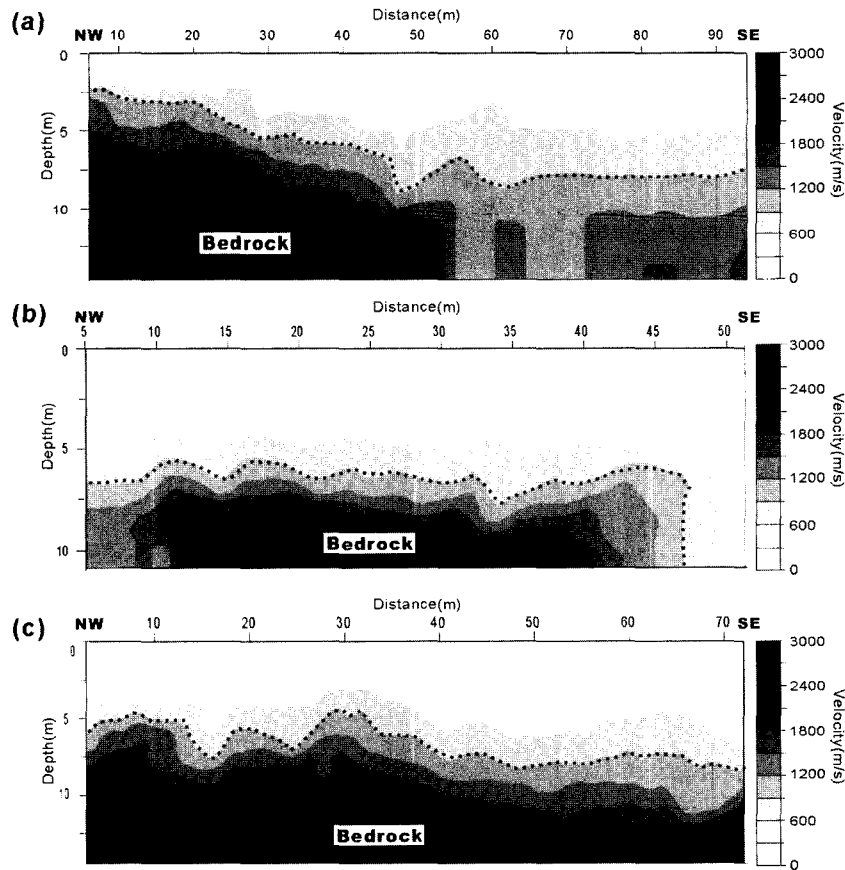 (a)
Distance(m)
NW 10 20 30 40 50 60 70 80 90 SE
0
5
10
Depth(m)
Bedrock
3000
2400
1800
1200
600
0
Velocity(m/s)
(b)
Distance(m)
NW SE
5 10 15 20 25 30 35 40 45 50
0
5
10
Depth(m)
Bedrock
3000
2400
1800
1200
600
0
Velocity(m/s)
(c)
Distance(m)
NW 10 20 30 40 50 60 70 SE
0
5
10
Depth(m)
Bedrock
3000
2400
1800
1200
600
0
Velocity(m/s)